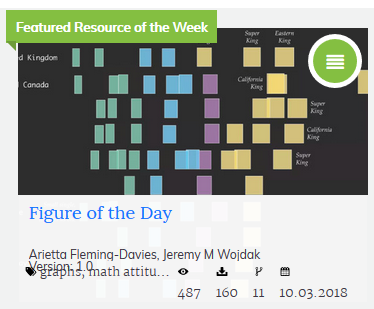 Featured Resource of the Week
Super King
Eastern King
d Kingdom
California King
d Canada
Super King
California King
Super King
Figure of the Day
Arietta Fleming-Davies, Jeremy M Wojdak
Version: 1.0
graphs, math attitu...
487 160 11 10.03.2018